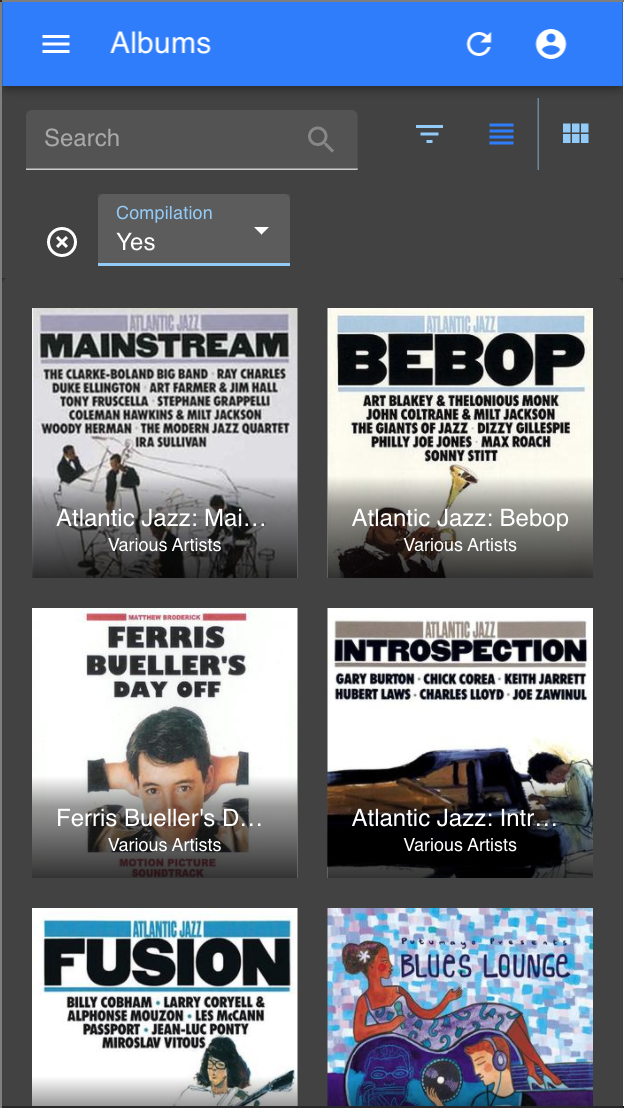 Albums
Search
Compilation
Yes
ATLANTIC JAZZ
MAINSTREAM
THE CLARKE-BOLAND BIG BAND · RAY CHARLES
DUKE ELLINGTON · ART FARMER & JIM HALL
TONY FRUSCELLA · STEPHANE GRAPPELLI
COLEMAN HAWKINS & MILT JACKSON
WOODY HERMAN · THE MODERN JAZZ QUARTET
IRA SULLIVAN
Atlantic Jazz: Mai…
Various Artists
ATLANTIC JAZZ
BEBOP
ART BLAKEY & THELONIOUS MONK
JOHN COLTRANE & MILT JACKSON
THE GIANTS OF JAZZ · DIZZY GILLESPIE
PHILLY JOE JONES · MAX ROACH
SONNY STITT
Atlantic Jazz: Bebop
Various Artists
MATTHEW BRODERICK
FERRIS
BUELLER'S
DAY OFF
Ferris Bueller's D…
Various Artists
MOTION PICTURE
SOUNDTRACK
ATLANTIC JAZZ
INTROSPECTION
GARY BURTON · CHICK COREA · KEITH JARRETT
HUBERT LAWS · CHARLES LLOYD · JOE ZAWINUL
Atlantic Jazz: Intr…
Various Artists
ATLANTIC JAZZ
FUSION
BILLY COBHAM • LARRY CORYELL &
ALPHONSE MOUZON • LES McCANN
PASSPORT • JEAN-LUC PONTY
MIROSLAV VITOUS
Putumayo Presents
BLUES LOUNGE